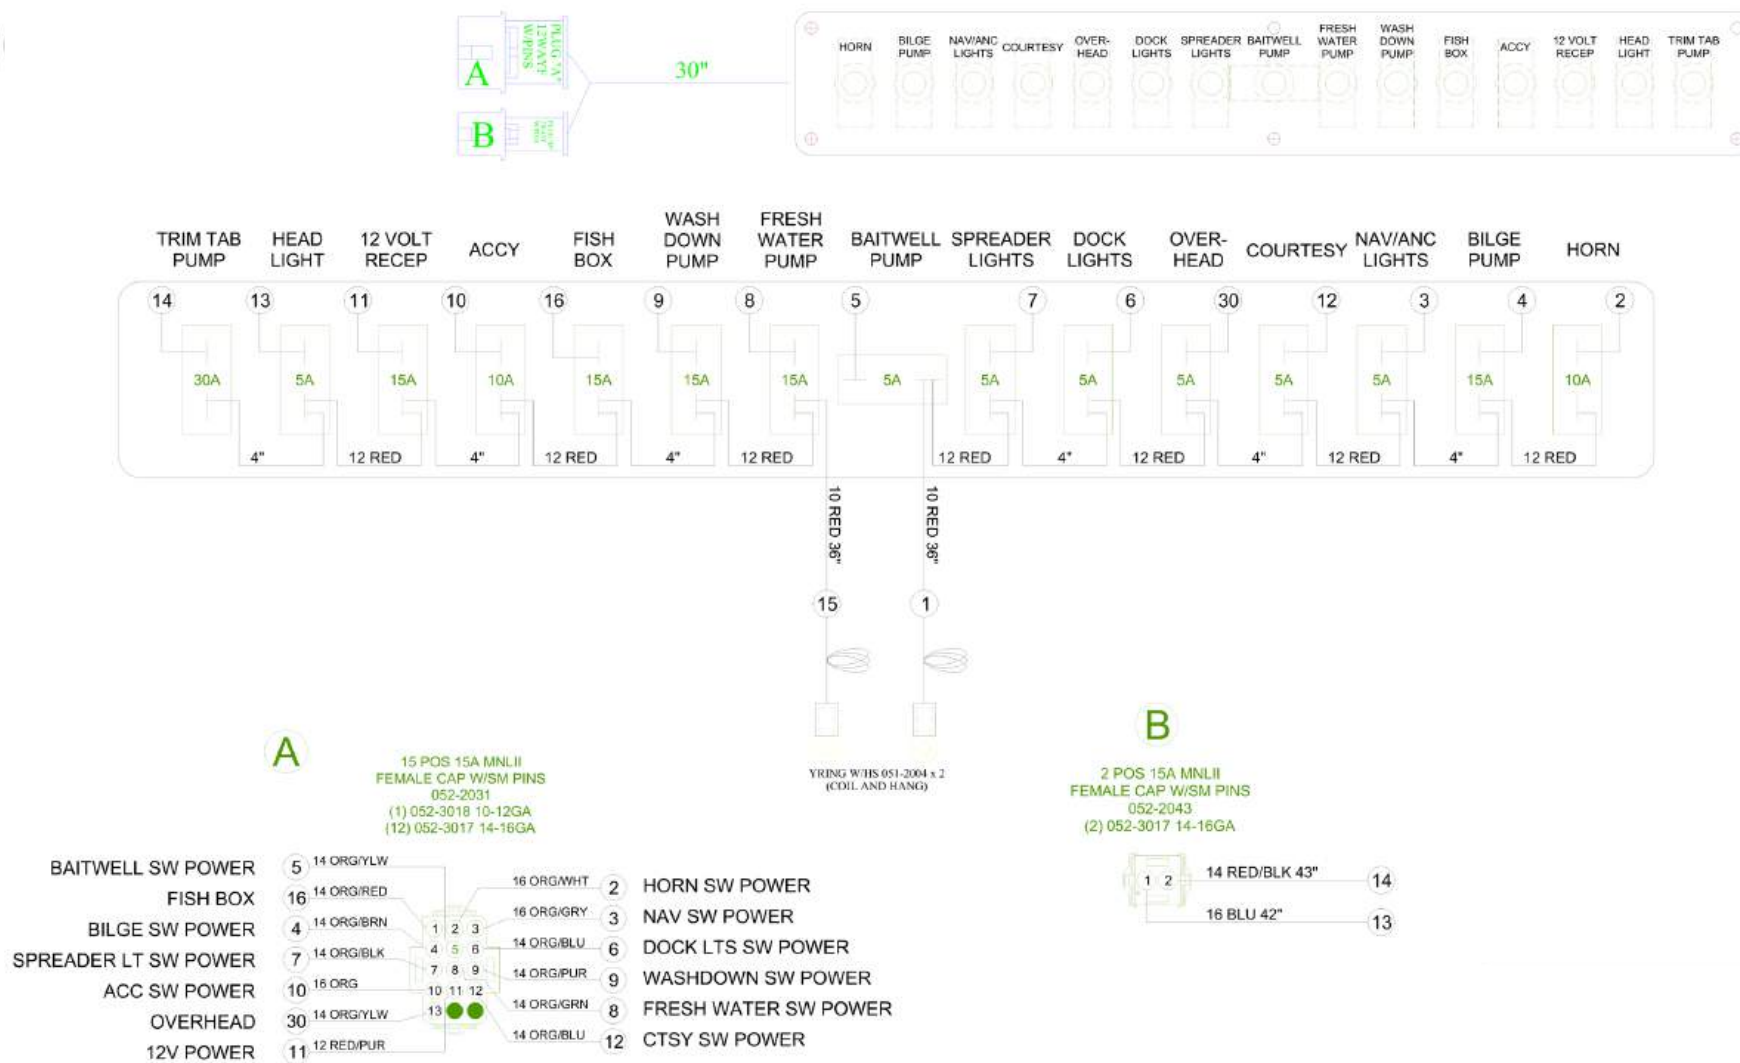 PLUG "A"
12WAYF
W/PINS
A
30"
B
HORN
BILGE
PUMP
NAV/ANC
LIGHTS
COURTESY
OVER-
HEAD
DOCK
LIGHTS
SPREADER
LIGHTS
BAITWELL
PUMP
FRESH
WATER
PUMP
WASH
DOWN
PUMP
FISH
BOX
ACCY
12 VOLT
RECEP
HEAD
LIGHT
TRIM TAB
PUMP
TRIM TAB
PUMP
HEAD
LIGHT
12 VOLT
RECEP
ACCY
FISH
BOX
WASH
DOWN
PUMP
FRESH
WATER
PUMP
BAITWELL
PUMP
SPREADER
LIGHTS
DOCK
LIGHTS
OVER-
HEAD
COURTESY
NAV/ANC
LIGHTS
BILGE
PUMP
HORN
14 13 11 10 16 9 8 5 7 6 30 12 3 4 2
30A 5A 15A 10A 15A 15A 15A 5A 5A 5A 5A 5A 5A 15A 10A
4" 12 RED 4" 12 RED 4" 12 RED 12 RED 4" 12 RED 4" 12 RED 4" 12 RED
10 RED 36"
10 RED 36"
15
1
YRING W/HS 051-2004 x 2
(COIL AND HANG)
A
15 POS 15A MNLII
FEMALE CAP W/SM PINS
052-2031
(1) 052-3018 10-12GA
(12) 052-3017 14-16GA
BAITWELL SW POWER 5 14 ORG/YLW
FISH BOX 16 14 ORG/RED
BILGE SW POWER 4 14 ORG/BRN
SPREADER LT SW POWER 7 14 ORG/BLK
ACC SW POWER 10 16 ORG
OVERHEAD 30 14 ORG/YLW
12V POWER 11 12 RED/PUR
1 2 3
4 5 6
7 8 9
10 11 12
13
16 ORG/WHT 2 HORN SW POWER
16 ORG/GRY 3 NAV SW POWER
14 ORG/BLU 6 DOCK LTS SW POWER
14 ORG/PUR 9 WASHDOWN SW POWER
14 ORG/GRN 8 FRESH WATER SW POWER
14 ORG/BLU 12 CTSY SW POWER
B
2 POS 15A MNLII
FEMALE CAP W/SM PINS
052-2043
(2) 052-3017 14-16GA
1 2
14 RED/BLK 43" 14
16 BLU 42" 13